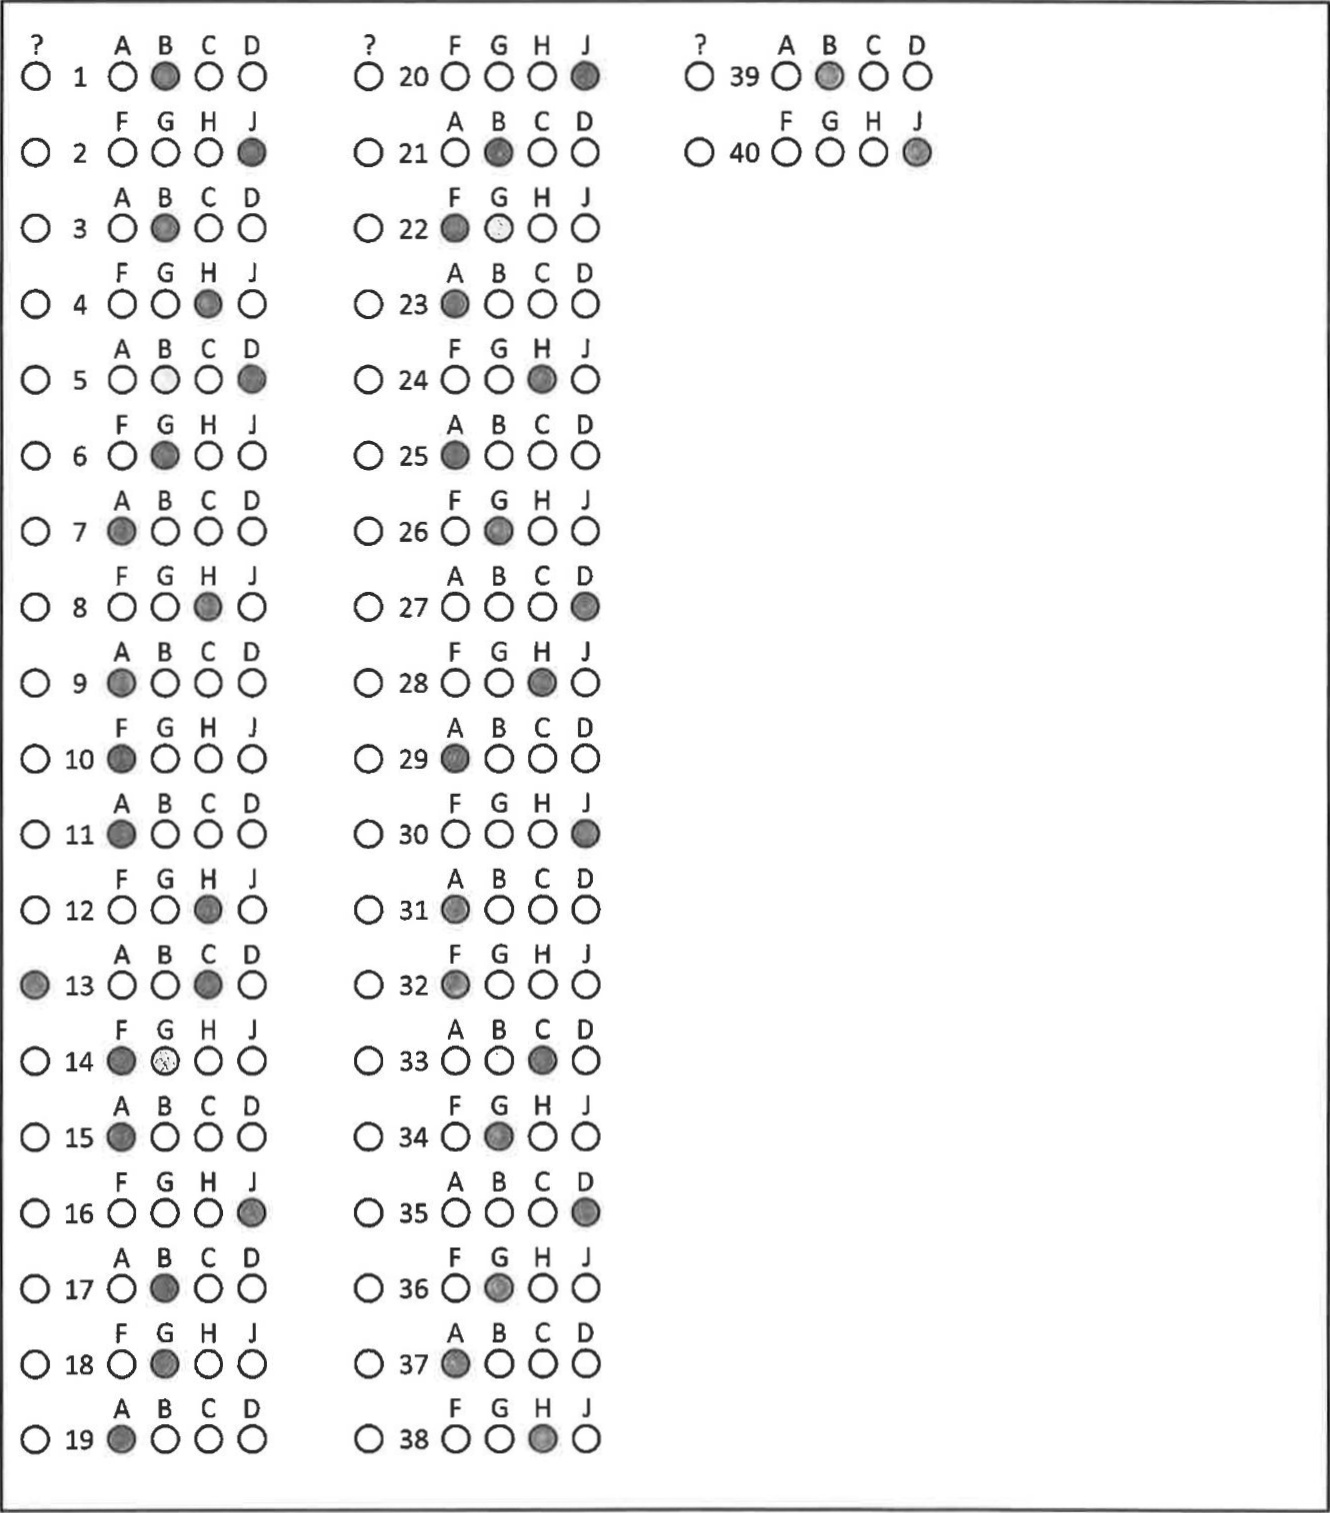 ? A B C D
1
F G H J
2
A B C D
3
F G H J
4
A B C D
5
F G H J
6
A B C D
7
F G H J
8
A B C D
9
F G H J
10
A B C D
11
F G H J
12
A B C D
13
F G H J
14
A B C D
15
F G H J
16
A B C D
17
F G H J
18
A B C D
19
? F G H J
20
A B C D
21
F G H J
22
A B C D
23
F G H J
24
A B C D
25
F G H J
26
A B C D
27
F G H J
28
A B C D
29
F G H J
30
A B C D
31
F G H J
32
A B C D
33
F G H J
34
A B C D
35
F G H J
36
A B C D
37
F G H J
38
? A B C D
39
F G H J
40